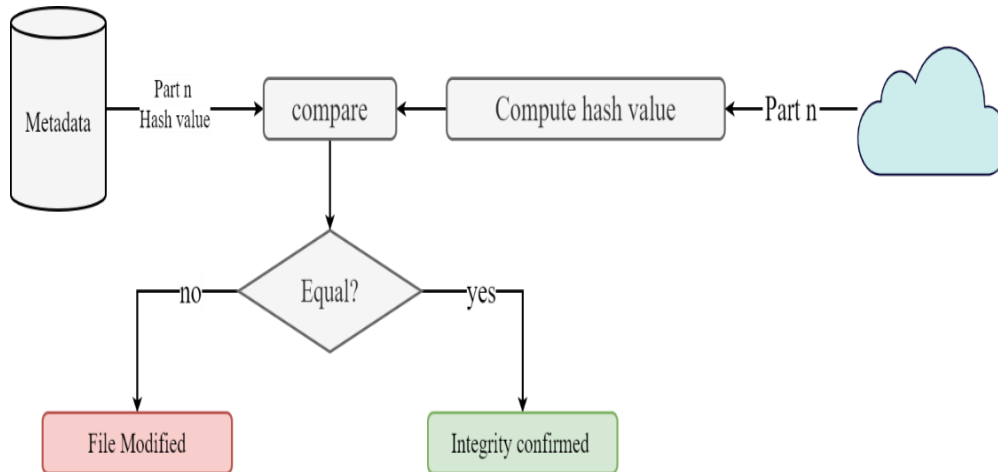 Metadata
Part n
Hash value
compare
Compute hash value
Part n
Equal?
no
yes
File Modified
Integrity confirmed